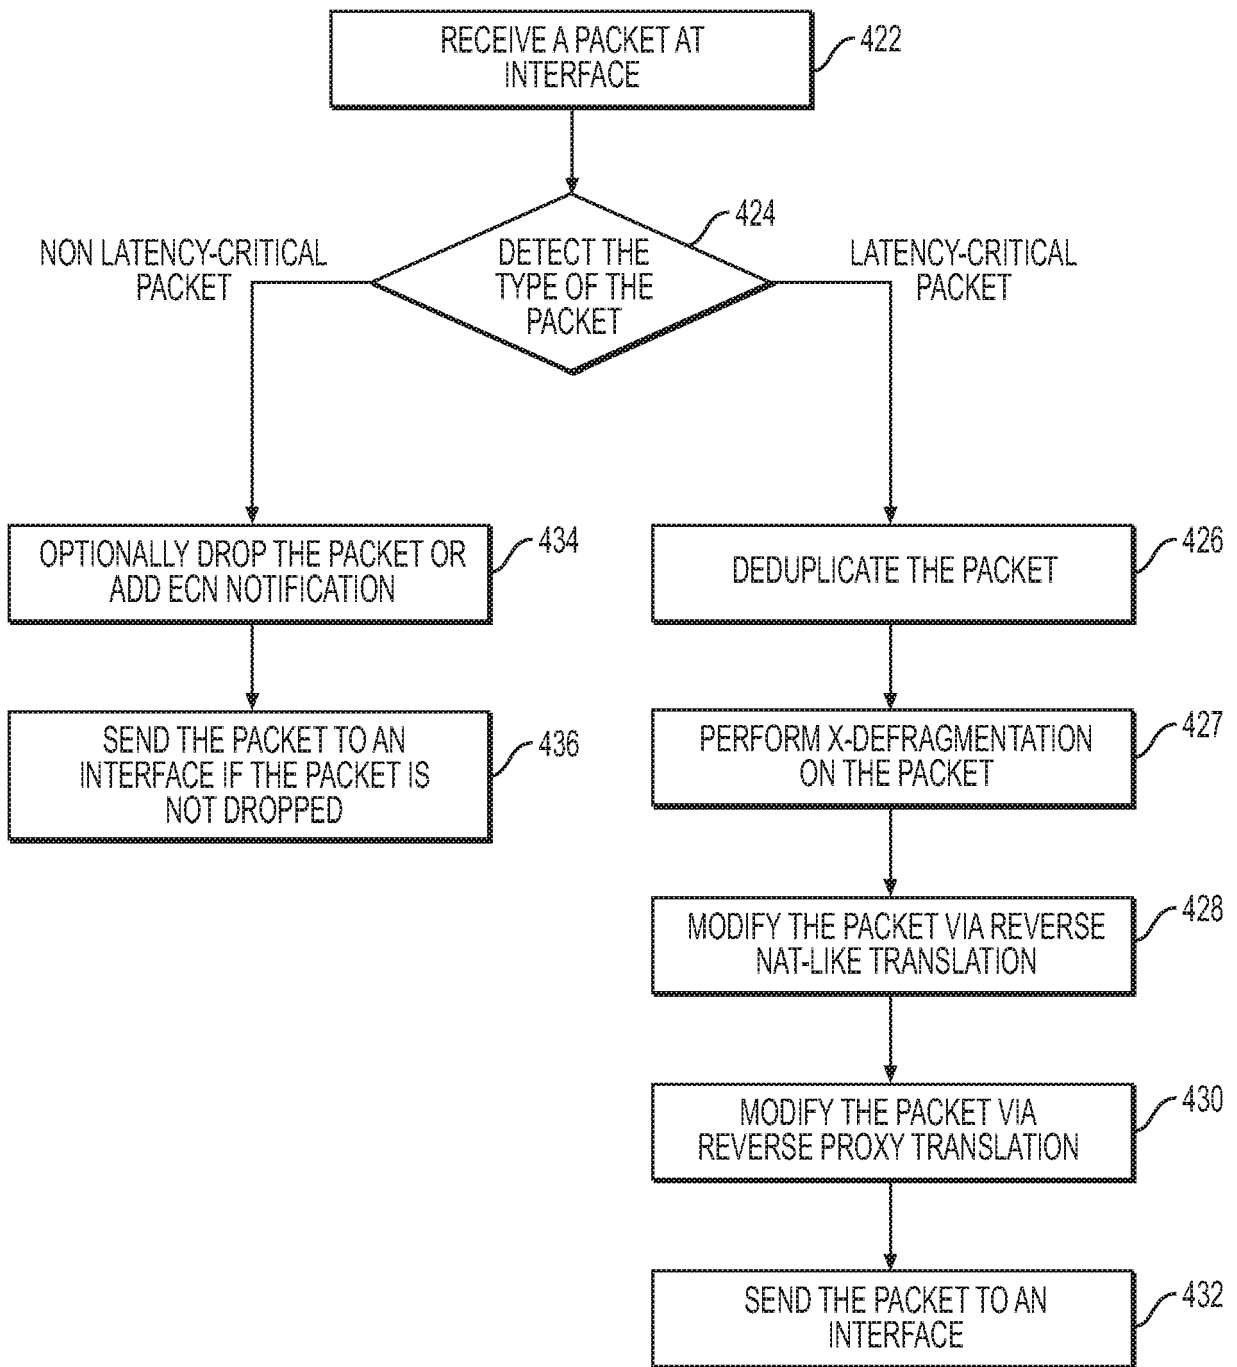 RECEIVE A PACKET AT
INTERFACE
422
424
DETECT THE
TYPE OF THE
PACKET
NON LATENCY-CRITICAL
PACKET
LATENCY-CRITICAL
PACKET
OPTIONALLY DROP THE PACKET OR
ADD ECN NOTIFICATION
434
SEND THE PACKET TO AN
INTERFACE IF THE PACKET IS
NOT DROPPED
436
DEDUPLICATE THE PACKET
426
PERFORM X-DEFRAGMENTATION
ON THE PACKET
427
MODIFY THE PACKET VIA REVERSE
NAT-LIKE TRANSLATION
428
MODIFY THE PACKET VIA
REVERSE PROXY TRANSLATION
430
SEND THE PACKET TO AN
INTERFACE
432